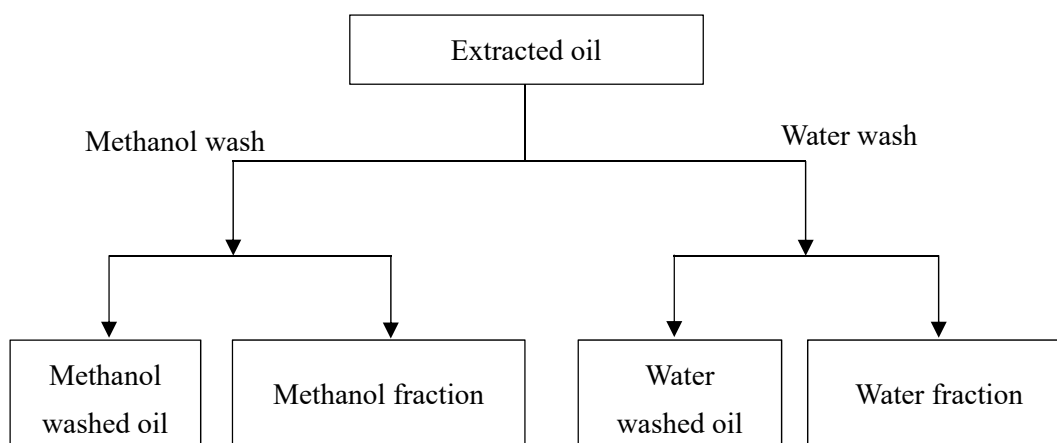 Extracted oil
Methanol wash
Water wash
Methanol
washed oil
Methanol fraction
Water
washed oil
Water fraction